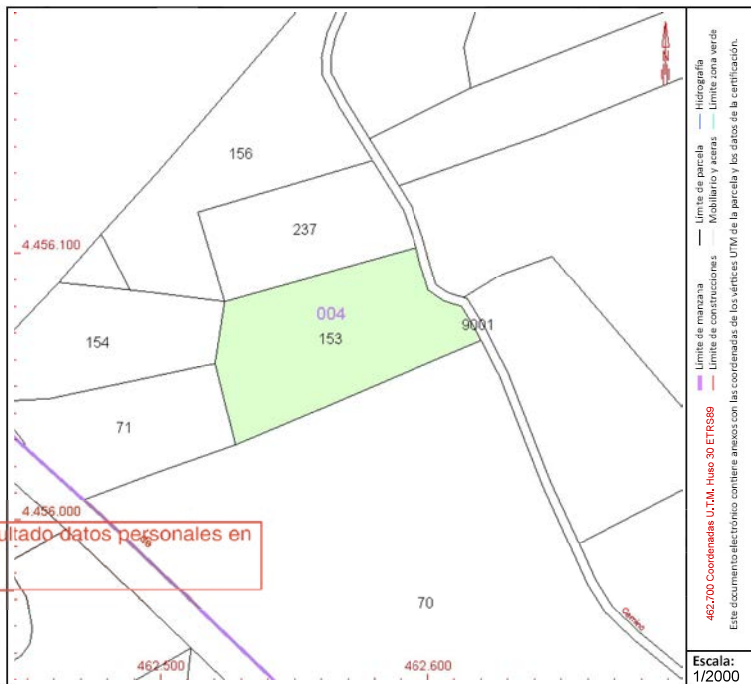 156
237
4.456.100
004
153
9001
154
71
4.456.000
ultado datos personales en
70
Camino
462.500
462.600
N
Límite de manzana
Límite de parcela
Hidrografía
Límite de construcciones
Mobiliario y aceras
Límite zona verde
462.700 Coordenadas U.T.M. Huso 30 ETRS89
Este documento electrónico contiene anexos con las coordenadas de los vértices UTM de la parcela y los datos de la certificación.
Escala:
1/2000